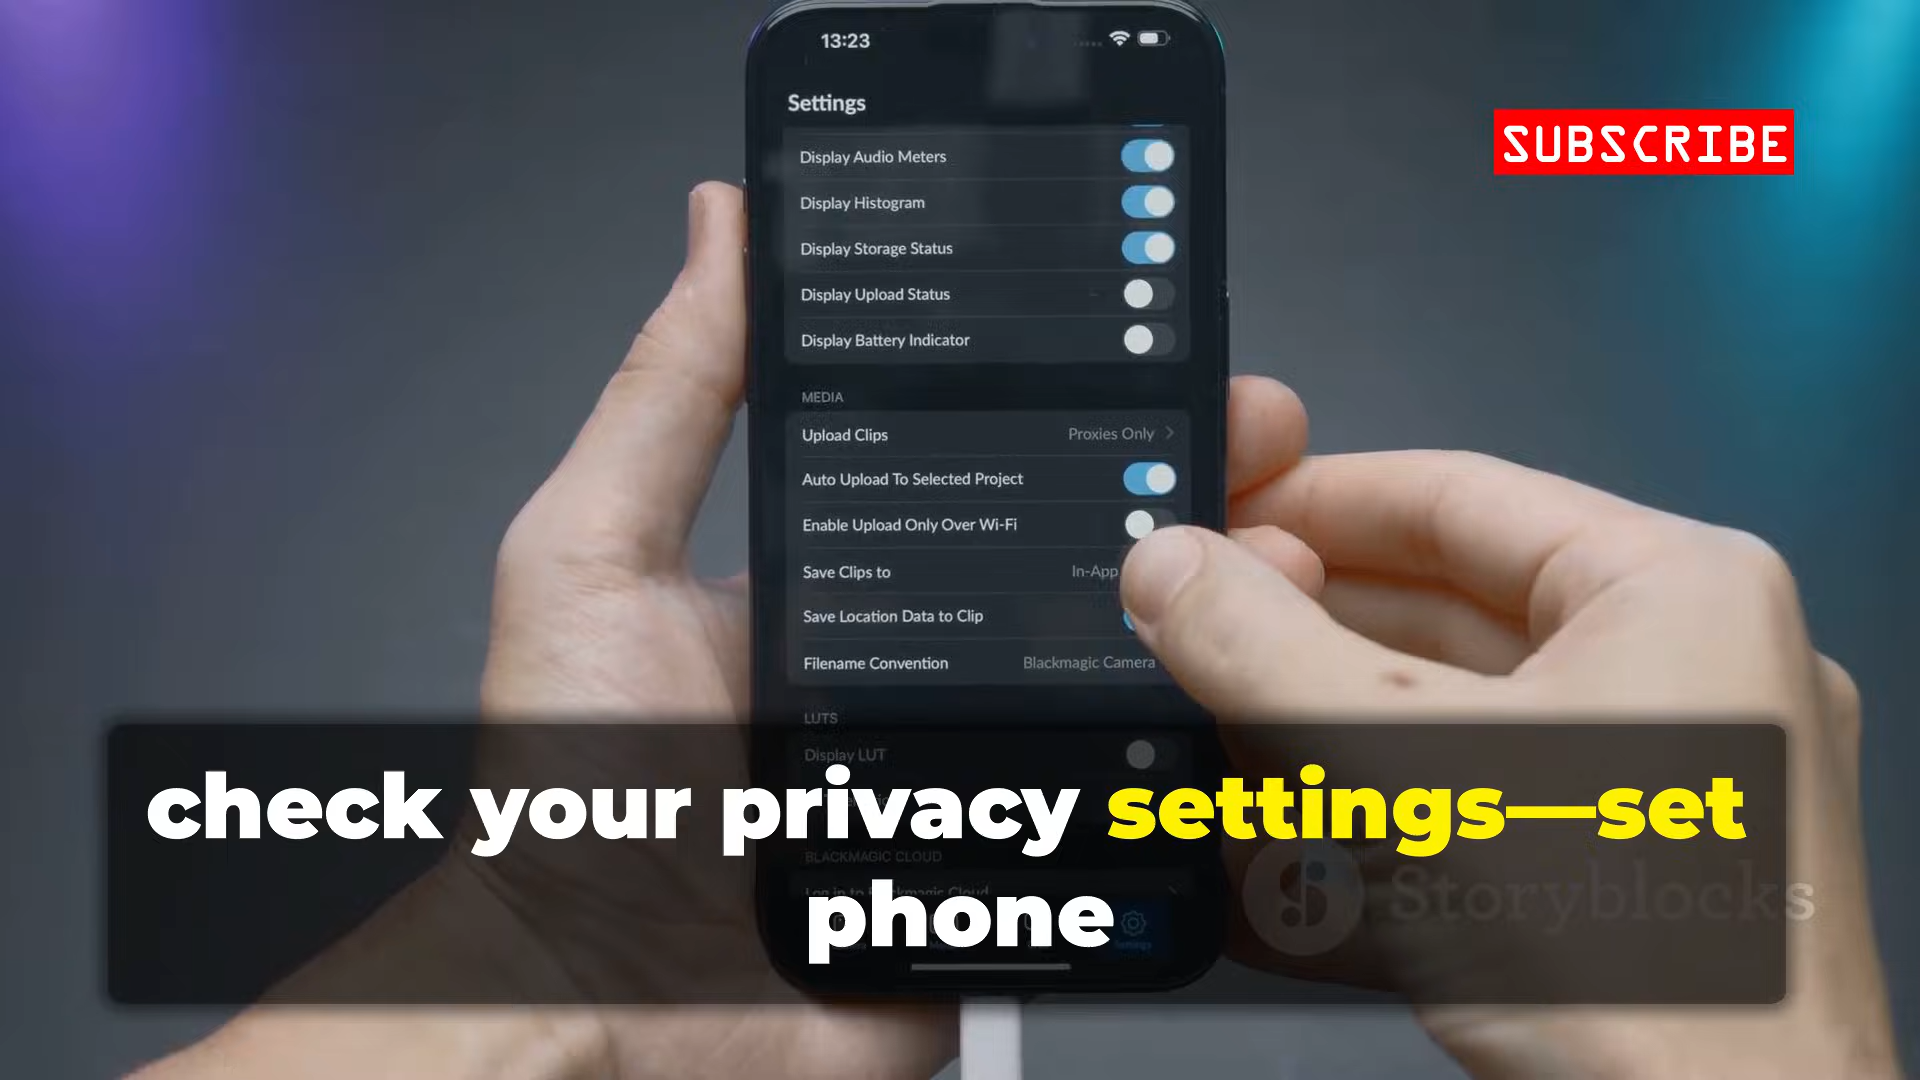 13:23
Settings
SUBSCRIBE
Display Audio Meters
Display Histogram
Display Storage Status
Display Upload Status
Display Battery Indicator
MEDIA
Upload Clips Proxies Only
Auto Upload To Selected Project
Enable Upload Only Over Wi-Fi
Save Clips to In-App
Save Location Data to Clip
Filename Convention Blackmagic Camera
LUTS
Display LUT
check your privacy settings—set
BLACKMAGIC CLOUD
Storyblocks
phone
Settings